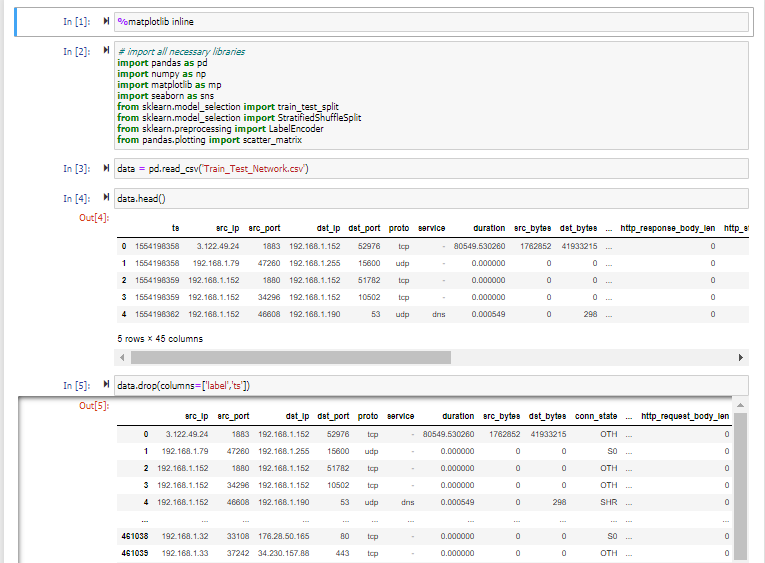 In [1]: %matplotlib inline
In [2]: # import all necessary libraries
import pandas as pd
import numpy as np
import matplotlib as mp
import seaborn as sns
from sklearn.model_selection import train_test_split
from sklearn.model_selection import StratifiedShuffleSplit
from sklearn.preprocessing import LabelEncoder
from pandas.plotting import scatter_matrix
In [3]: data = pd.read_csv('Train_Test_Network.csv')
In [4]: data.head()
Out[4]:
ts src_ip src_port dst_ip dst_port proto service duration src_bytes dst_bytes ... http_response_body_len http_s
0 1554198358 3.122.49.24 1883 192.168.1.152 52976 tcp - 80549.530260 1762852 41933215 ... 0
1 1554198358 192.168.1.79 47260 192.168.1.255 15600 udp - 0.000000 0 0 ... 0
2 1554198359 192.168.1.152 1880 192.168.1.152 51782 tcp - 0.000000 0 0 ... 0
3 1554198359 192.168.1.152 34296 192.168.1.152 10502 tcp - 0.000000 0 0 ... 0
4 1554198362 192.168.1.152 46608 192.168.1.190 53 udp dns 0.000549 0 298 ... 0
5 rows × 45 columns
In [5]: data.drop(columns=['label','ts'])
Out[5]:
src_ip src_port dst_ip dst_port proto service duration src_bytes dst_bytes conn_state ... http_request_body_len
0 3.122.49.24 1883 192.168.1.152 52976 tcp - 80549.530260 1762852 41933215 OTH ... 0
1 192.168.1.79 47260 192.168.1.255 15600 udp - 0.000000 0 0 S0 ... 0
2 192.168.1.152 1880 192.168.1.152 51782 tcp - 0.000000 0 0 OTH ... 0
3 192.168.1.152 34296 192.168.1.152 10502 tcp - 0.000000 0 0 OTH ... 0
4 192.168.1.152 46608 192.168.1.190 53 udp dns 0.000549 0 298 SHR ... 0
... ... ... ... ... ... ... ... ... ... ... ... ...
461038 192.168.1.32 33108 176.28.50.165 80 tcp - 0.000000 0 0 S0 ... 0
461039 192.168.1.33 37242 34.230.157.88 443 tcp - 0.000000 0 0 OTH ... 0